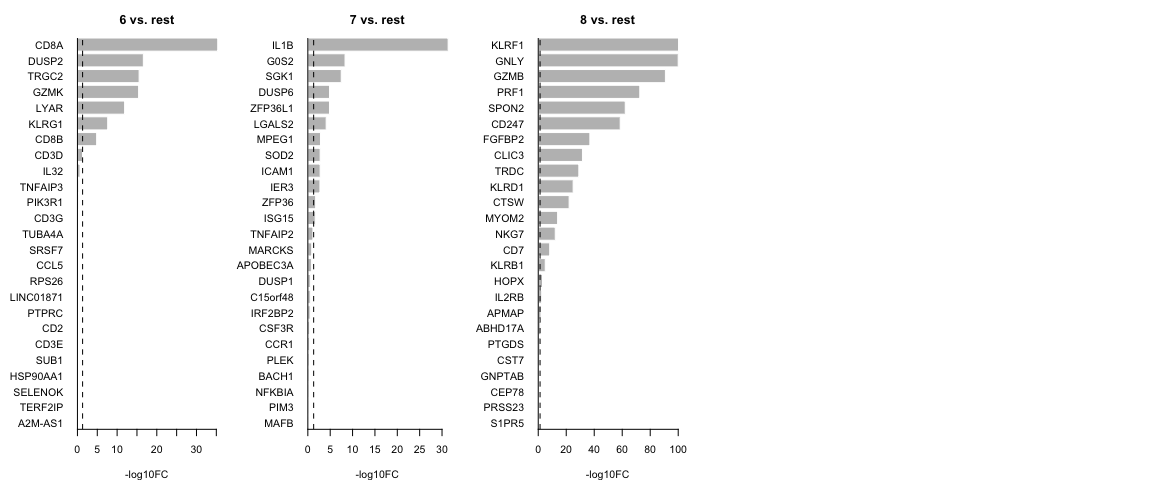 6 vs. rest
CD8A
DUSP2
TRGC2
GZMK
LYAR
KLRG1
CD8B
CD3D
IL32
TNFAIP3
PIK3R1
CD3G
TUBA4A
SRSF7
CCL5
RPS26
LINC01871
PTPRC
CD2
CD3E
SUB1
HSP90AA1
SELENOK
TERF2IP
A2M-AS1
0 5 10 20 30
-log10FC
7 vs. rest
IL1B
G0S2
SGK1
DUSP6
ZFP36L1
LGALS2
MPEG1
SOD2
ICAM1
IER3
ZFP36
ISG15
TNFAIP2
MARCKS
APOBEC3A
DUSP1
C15orf48
IRF2BP2
CSF3R
CCR1
PLEK
BACH1
NFKBIA
PIM3
MAFB
0 5 10 15 20 25 30
-log10FC
8 vs. rest
KLRF1
GNLY
GZMB
PRF1
SPON2
CD247
FGFBP2
CLIC3
TRDC
KLRD1
CTSW
MYOM2
NKG7
CD7
KLRB1
HOPX
IL2RB
APMAP
ABHD17A
PTGDS
CST7
GNPTAB
CEP78
PRSS23
S1PR5
0 20 40 60 80 100
-log10FC